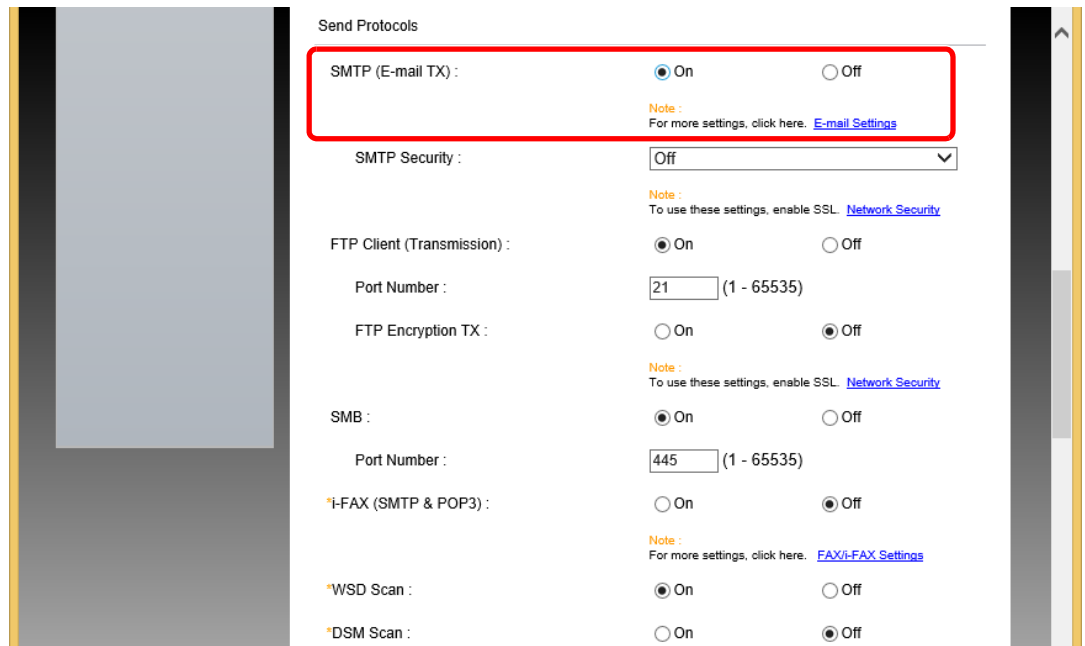 Send Protocols
SMTP (E-mail TX) : On Off
Note :
For more settings, click here. E-mail Settings
SMTP Security : Off
Note :
To use these settings, enable SSL. Network Security
FTP Client (Transmission) : On Off
Port Number : 21 (1 - 65535)
FTP Encryption TX : On Off
Note :
To use these settings, enable SSL. Network Security
SMB : On Off
Port Number : 445 (1 - 65535)
*i-FAX (SMTP & POP3) : On Off
Note :
For more settings, click here. FAX/i-FAX Settings
*WSD Scan : On Off
*DSM Scan : On Off